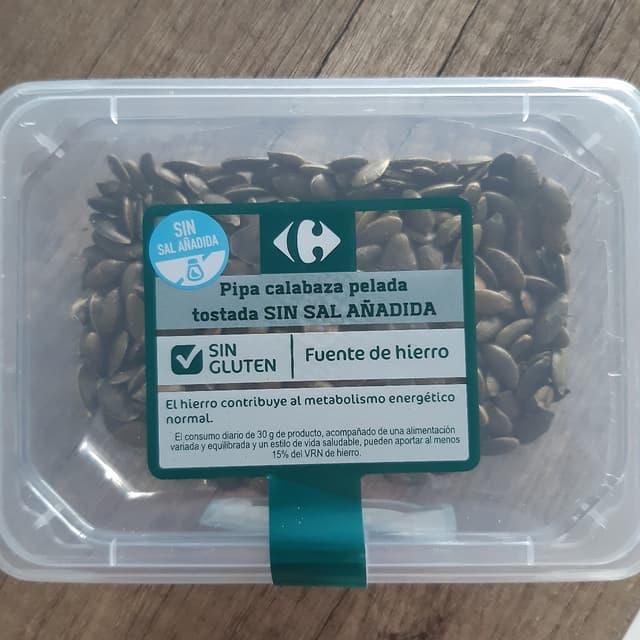 SIN
SAL AÑADIDA
Pipa calabaza pelada
tostada SIN SAL AÑADIDA
SIN
GLUTEN
Fuente de hierro
El hierro contribuye al metabolismo energético
normal.
El consumo diario de 30 g de producto, acompañado de una alimentación
variada y equilibrada y un estilo de vida saludable, pueden aportar al menos
15% del VRN de hierro.